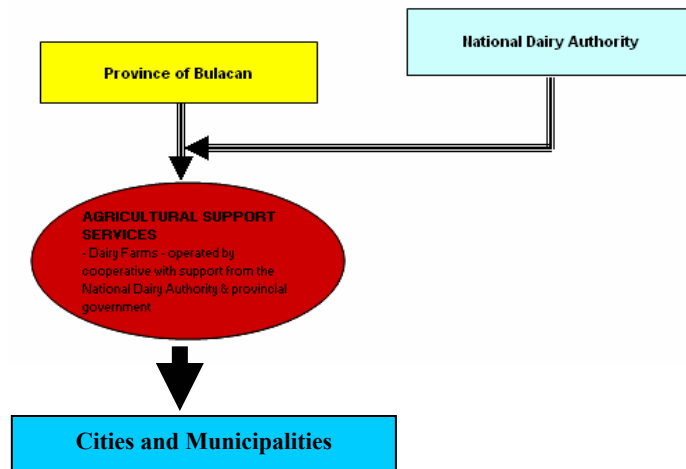 National Dairy Authority
Province of Bulacan
AGRICULTURAL SUPPORT
SERVICES
- Dairy Farms - operated by
cooperative with support from the
National Dairy Authority & provincial
government
Cities and Municipalities